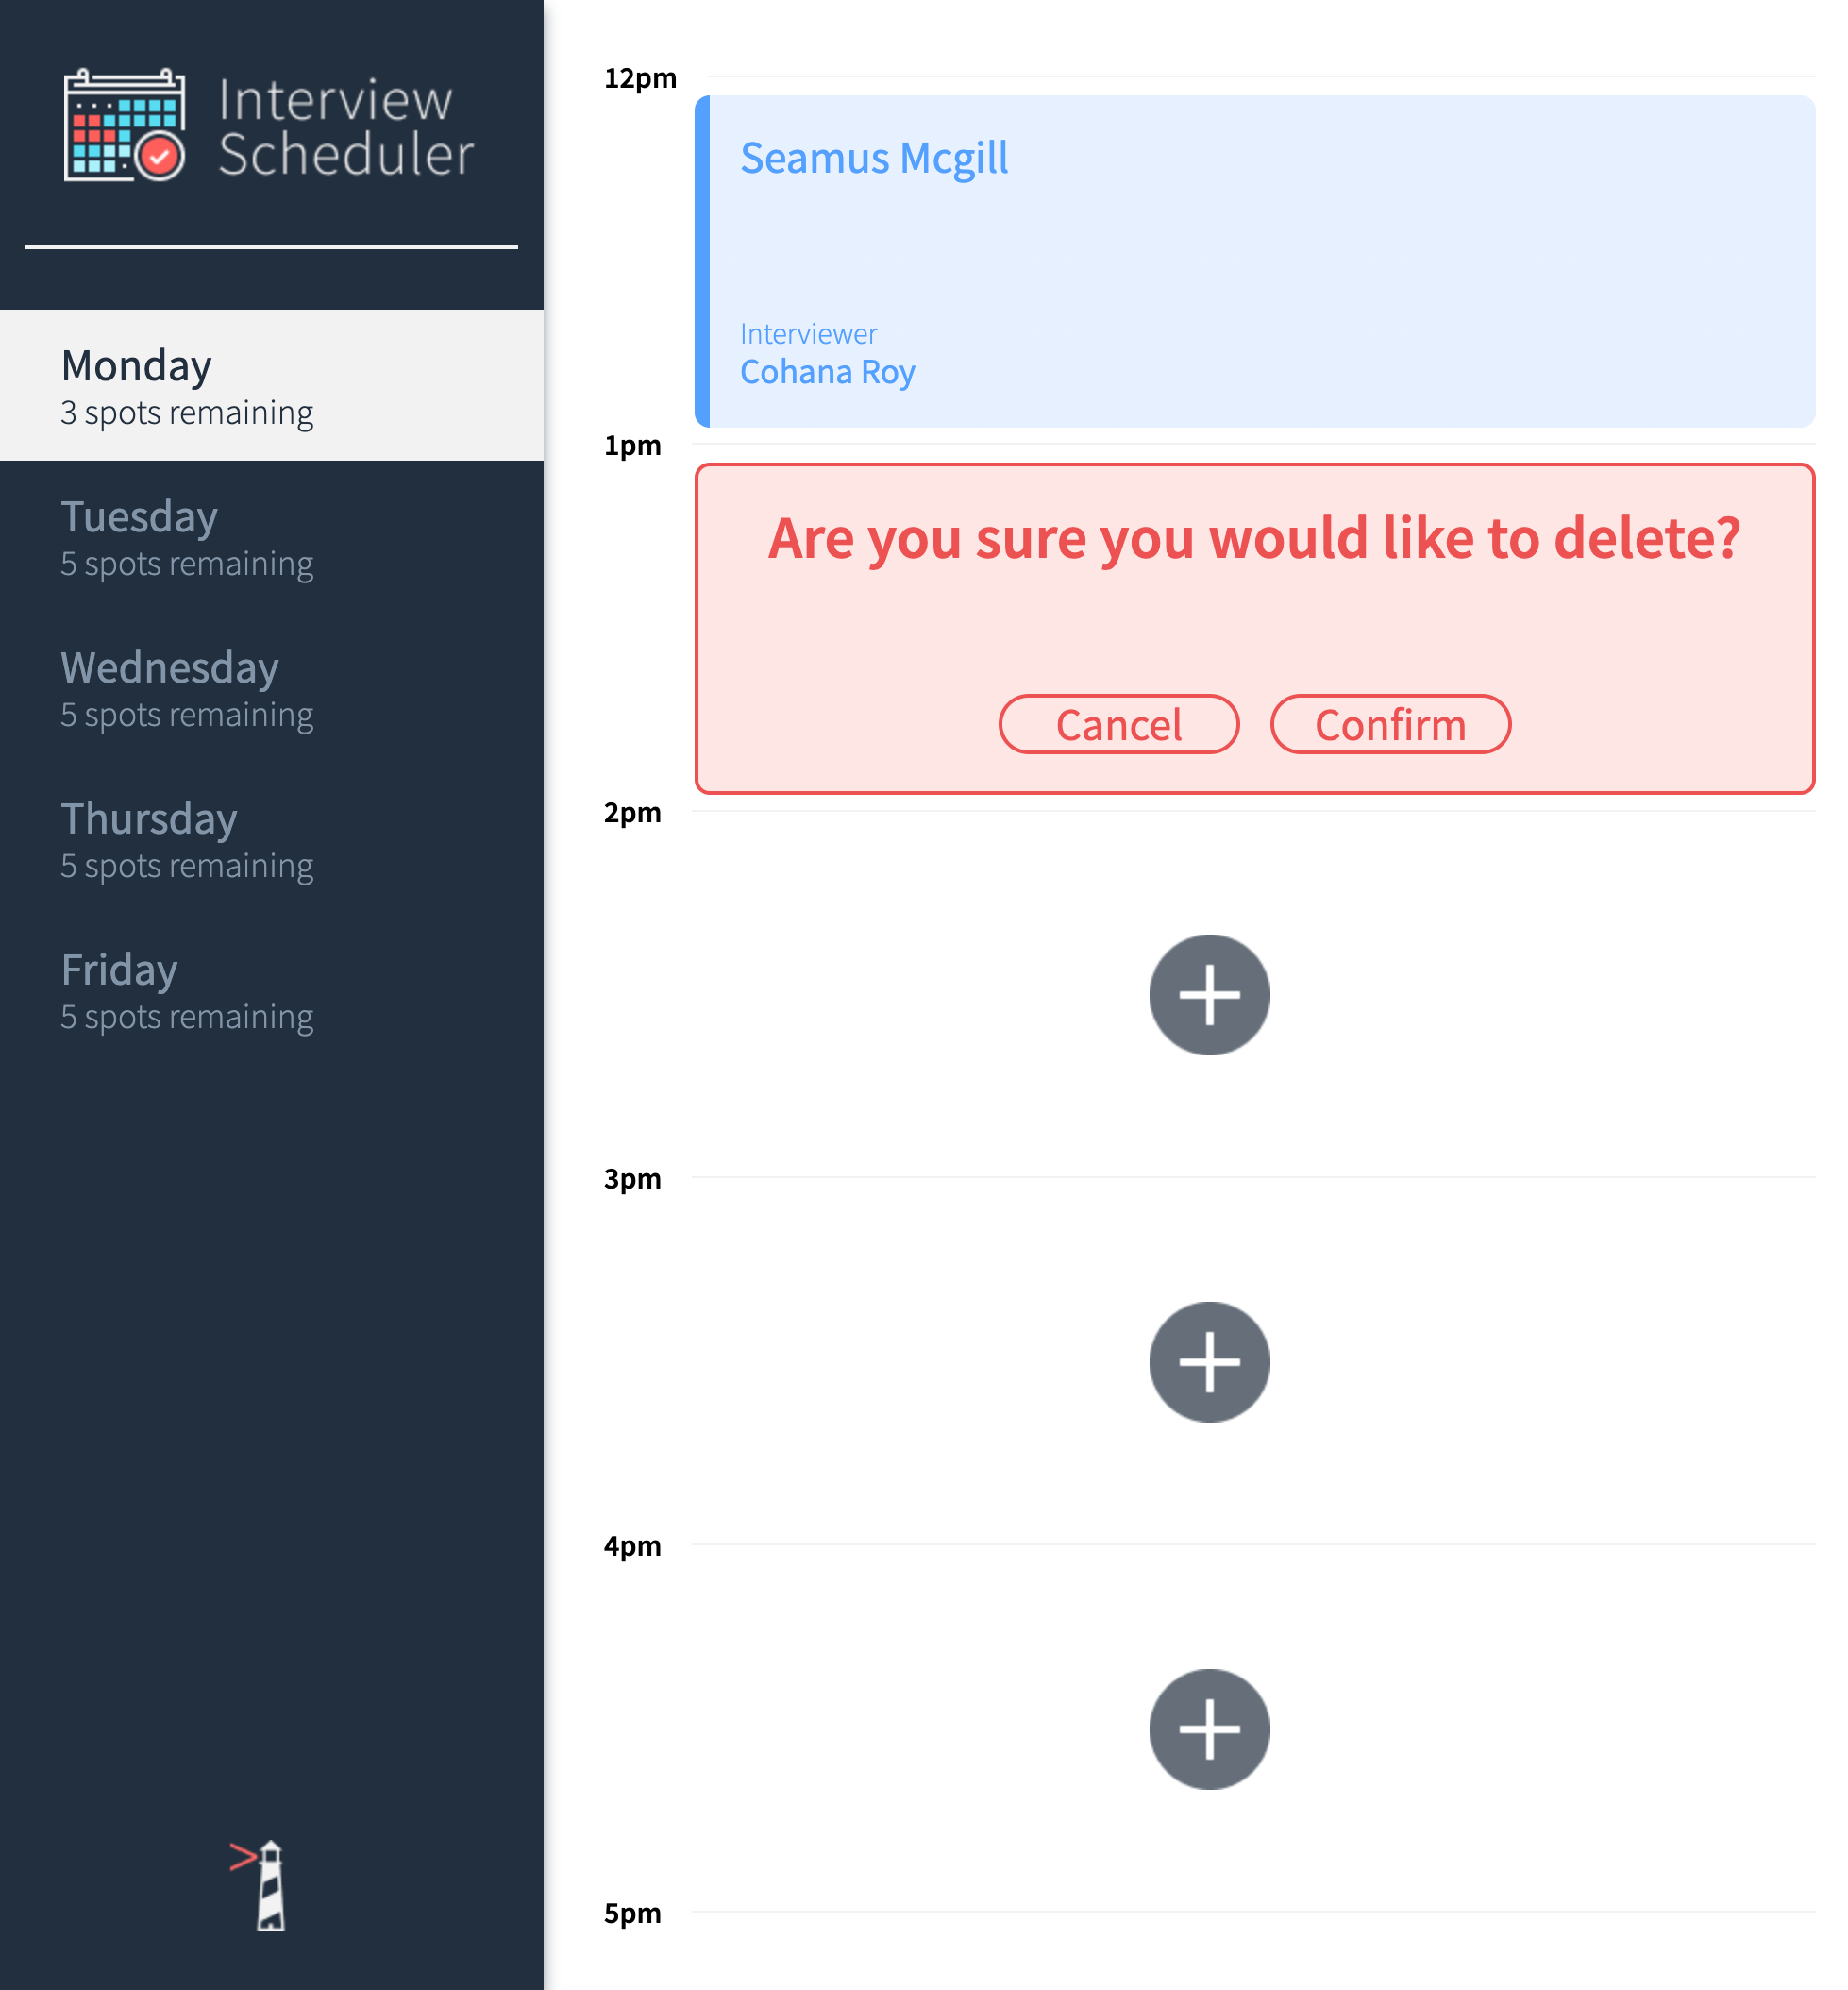 Interview
Scheduler
Monday
3 spots remaining
Tuesday
5 spots remaining
Wednesday
5 spots remaining
Thursday
5 spots remaining
Friday
5 spots remaining
12pm
Seamus Mcgill
Interviewer
Cohana Roy
1pm
Are you sure you would like to delete?
Cancel Confirm
2pm
3pm
4pm
5pm